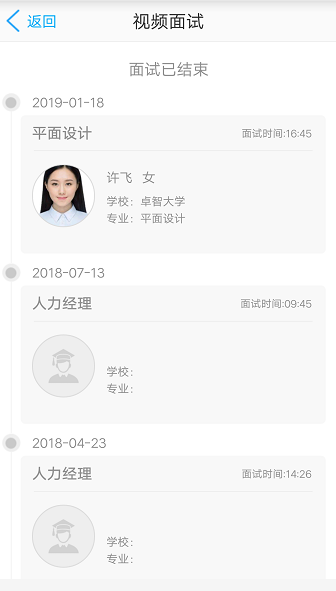 返回 视频面试
面试已结束
2019-01-18
平面设计 面试时间:16:45
许飞 女
学校: 卓智大学
专业: 平面设计
2018-07-13
人力经理 面试时间:09:45
学校:
专业:
2018-04-23
人力经理 面试时间:14:26
学校:
专业: